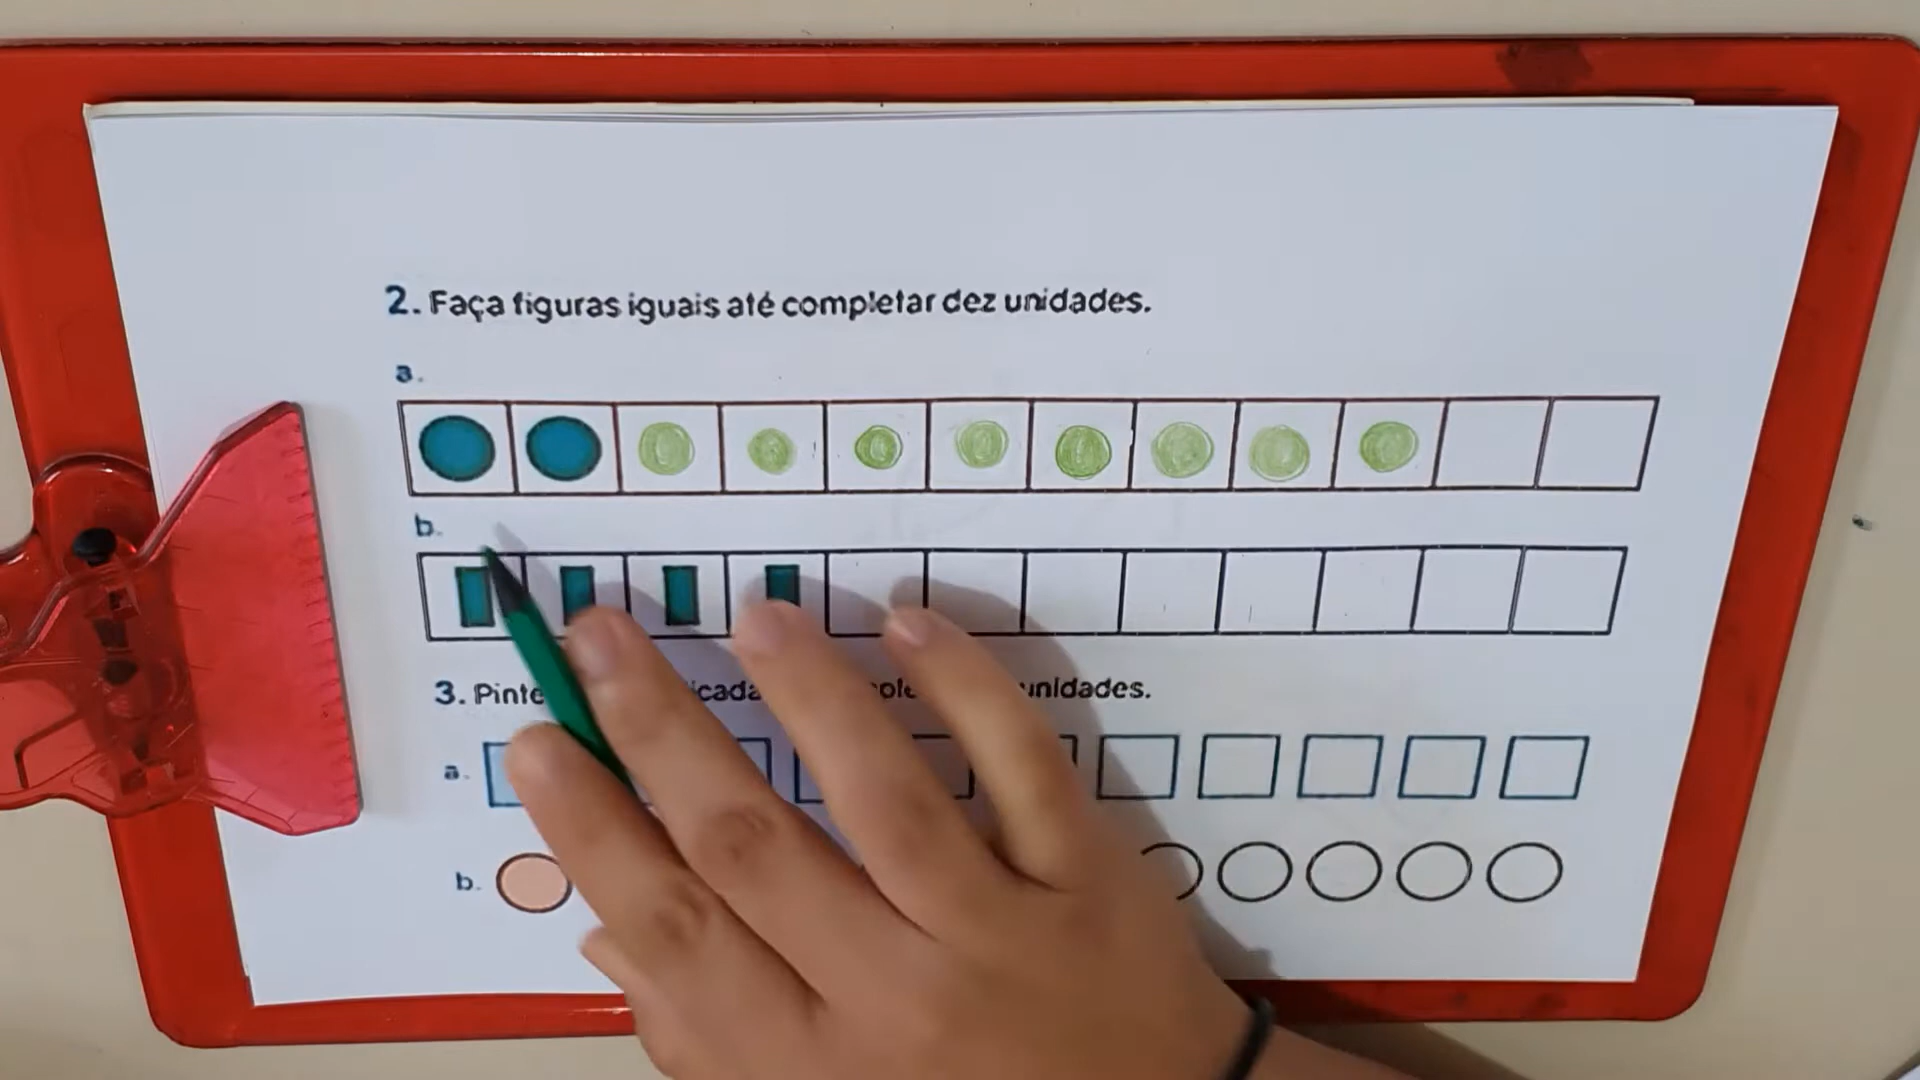 2. Faça figuras iguais até completar dez unidades.
a.
b.
3. Pinte unidades.
a.
b.